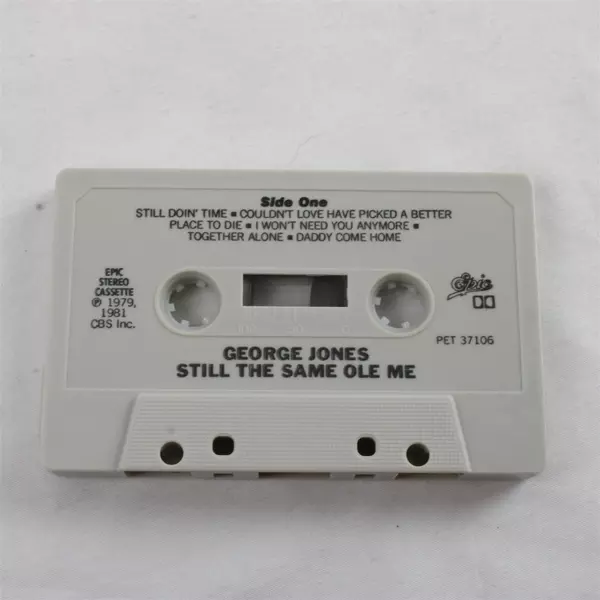 Side One
STILL DOIN' TIME ▪ COULDN'T LOVE HAVE PICKED A BETTER
PLACE TO DIE ▪ I WON'T NEED YOU ANYMORE ▪
TOGETHER ALONE ▪ DADDY COME HOME
EPIC
STEREO
CASSETTE
℗ 1979,
1981
CBS Inc.
Epic
PET 37106
GEORGE JONES
STILL THE SAME OLE ME